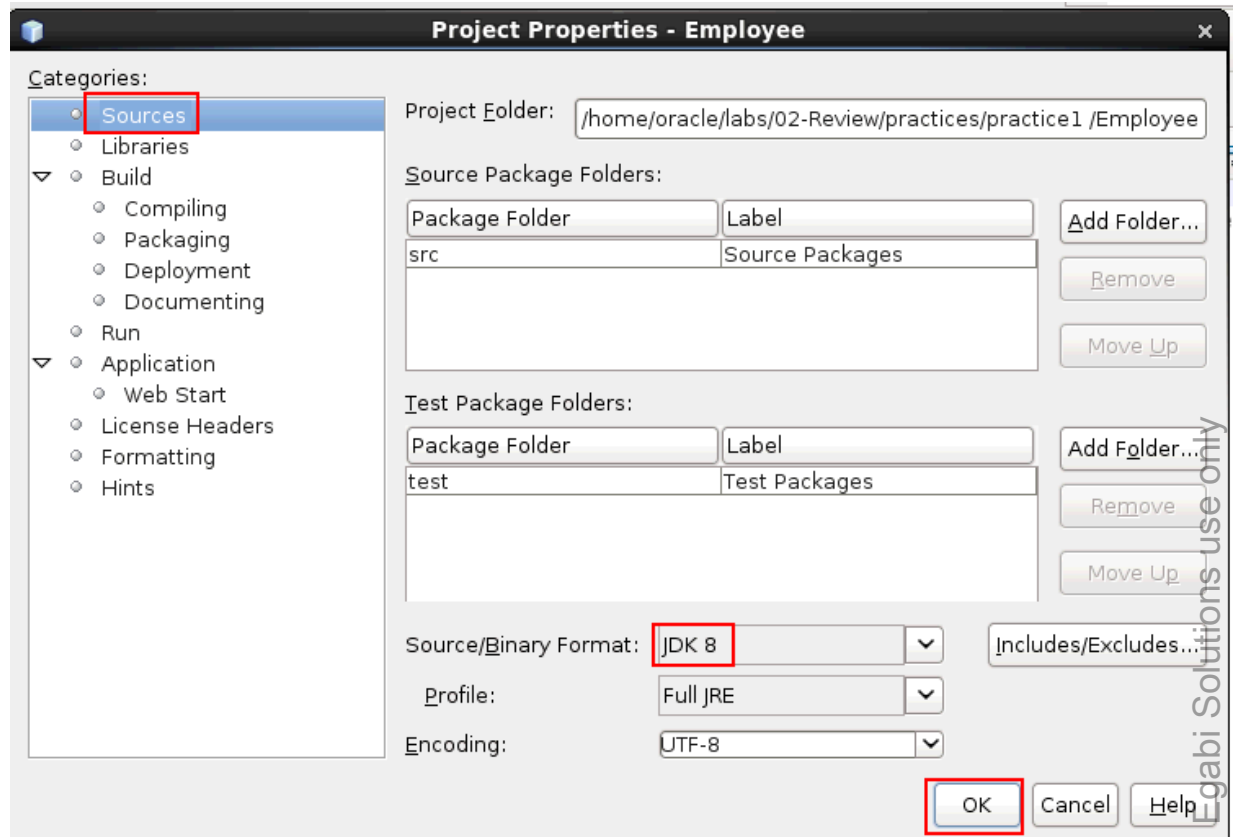 Project Properties - Employee
Categories:
Sources
Libraries
Build
Compiling
Packaging
Deployment
Documenting
Run
Application
Web Start
License Headers
Formatting
Hints
Project Folder: /home/oracle/labs/02-Review/practices/practice1 /Employee
Source Package Folders:
Package Folder Label
src Source Packages
Add Folder...
Remove
Move Up
Test Package Folders:
Package Folder Label
test Test Packages
Add Folder...
Remove
Move Up
Source/Binary Format: JDK 8 Includes/Excludes...
Profile: Full JRE
Encoding: UTF-8
OK Cancel Help
Egabi Solutions use only